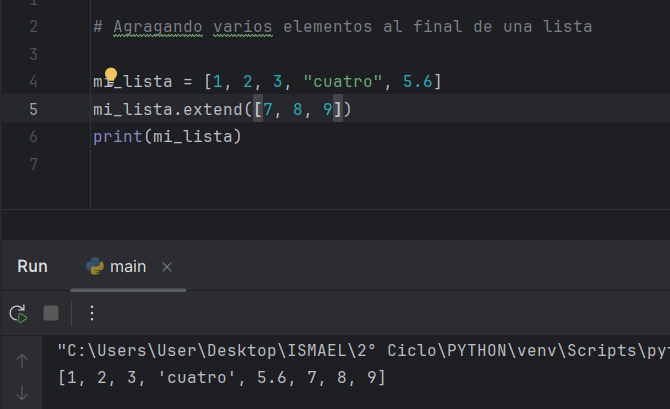 2 # Agragando varios elementos al final de una lista
3
4 mi_lista = [1, 2, 3, "cuatro", 5.6]
5 mi_lista.extend([7, 8, 9])
6 print(mi_lista)
7
Run main
"C:\Users\User\Desktop\ISMAEL\2° Ciclo\PYTHON\venv\Scripts\pyt
[1, 2, 3, 'cuatro', 5.6, 7, 8, 9]